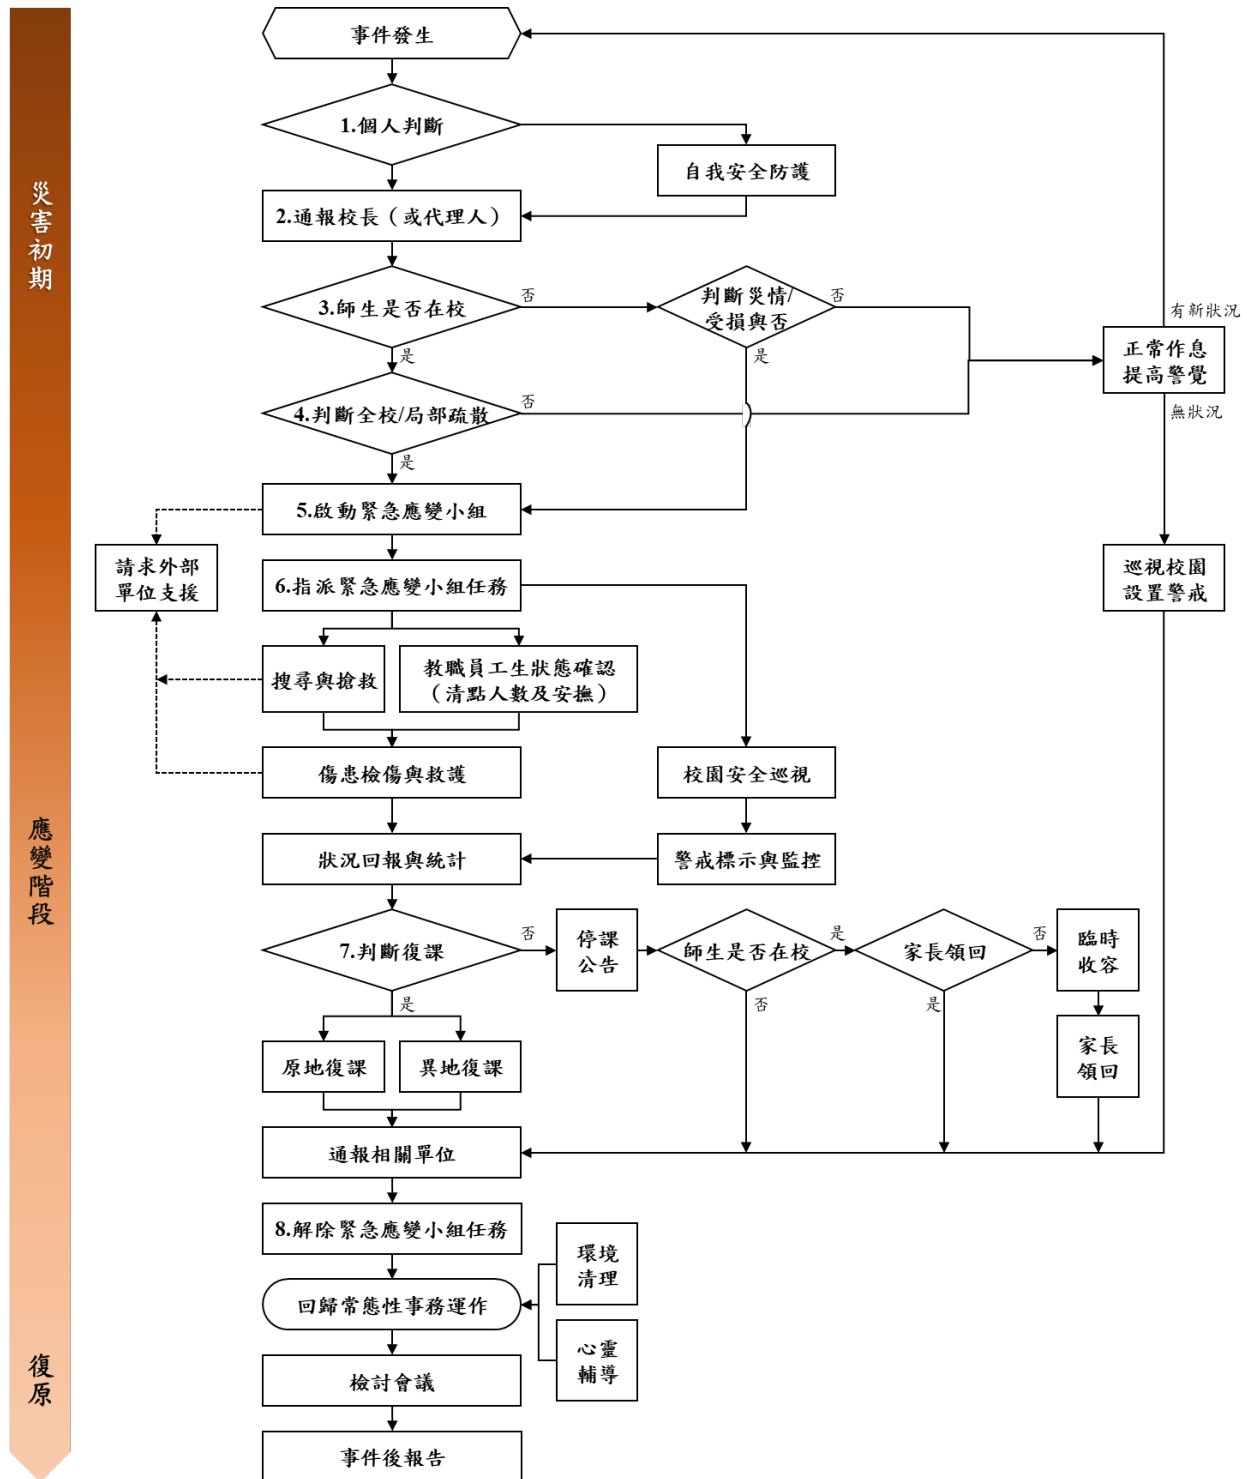 災害初期
應變階段
復原
事件發生
1.個人判斷
自我安全防護
2.通報校長（或代理人）
3.師生是否在校
否
是
判斷災情/
受損與否
否
是
有新狀況
正常作息
提高警覺
無狀況
4.判斷全校/局部疏散
否
是
5.啟動緊急應變小組
請求外部
單位支援
6.指派緊急應變小組任務
巡視校園
設置警戒
搜尋與搶救
教職員工生狀態確認
（清點人數及安撫）
傷患檢傷與救護
校園安全巡視
狀況回報與統計
警戒標示與監控
7.判斷復課
否
是
停課
公告
師生是否在校
是
否
家長領回
否
是
臨時
收容
家長
領回
原地復課
異地復課
通報相關單位
8.解除緊急應變小組任務
環境
清理
回歸常態性事務運作
心靈
輔導
檢討會議
事件後報告